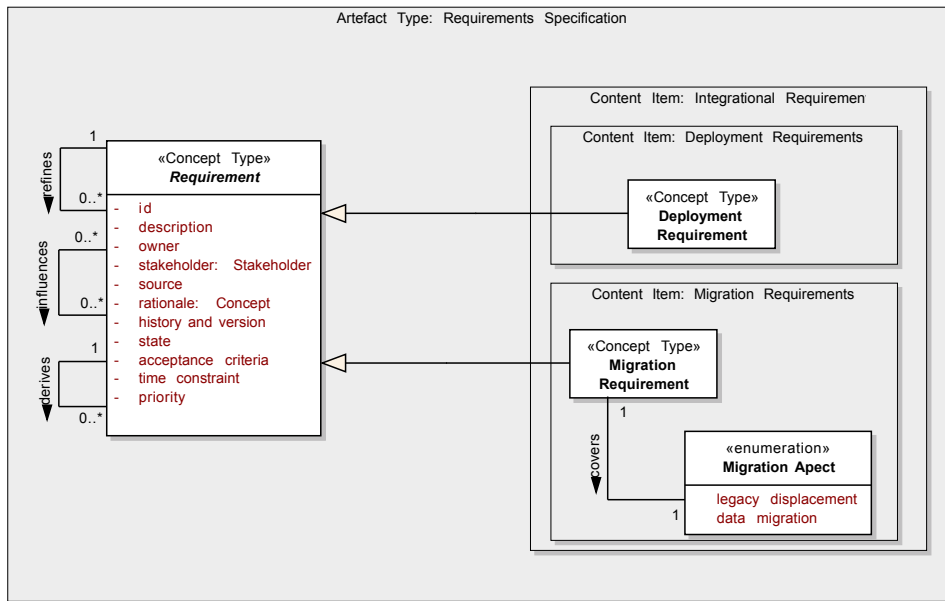 Artefact Type: Requirements Specification
Content Item: Integrational Requiremen
Content Item: Deployment Requirements
«Concept Type»
Deployment
Requirement
Content Item: Migration Requirements
«Concept Type»
Migration
Requirement
1
covers
1
«enumeration»
Migration Apect
legacy displacement
data migration
«Concept Type»
Requirement
- id
- description
- owner
- stakeholder: Stakeholder
- source
- rationale: Concept
- history and version
- state
- acceptance criteria
- time constraint
- priority
1
refines
0..*
0..*
influences
0..*
1
derives
0..*